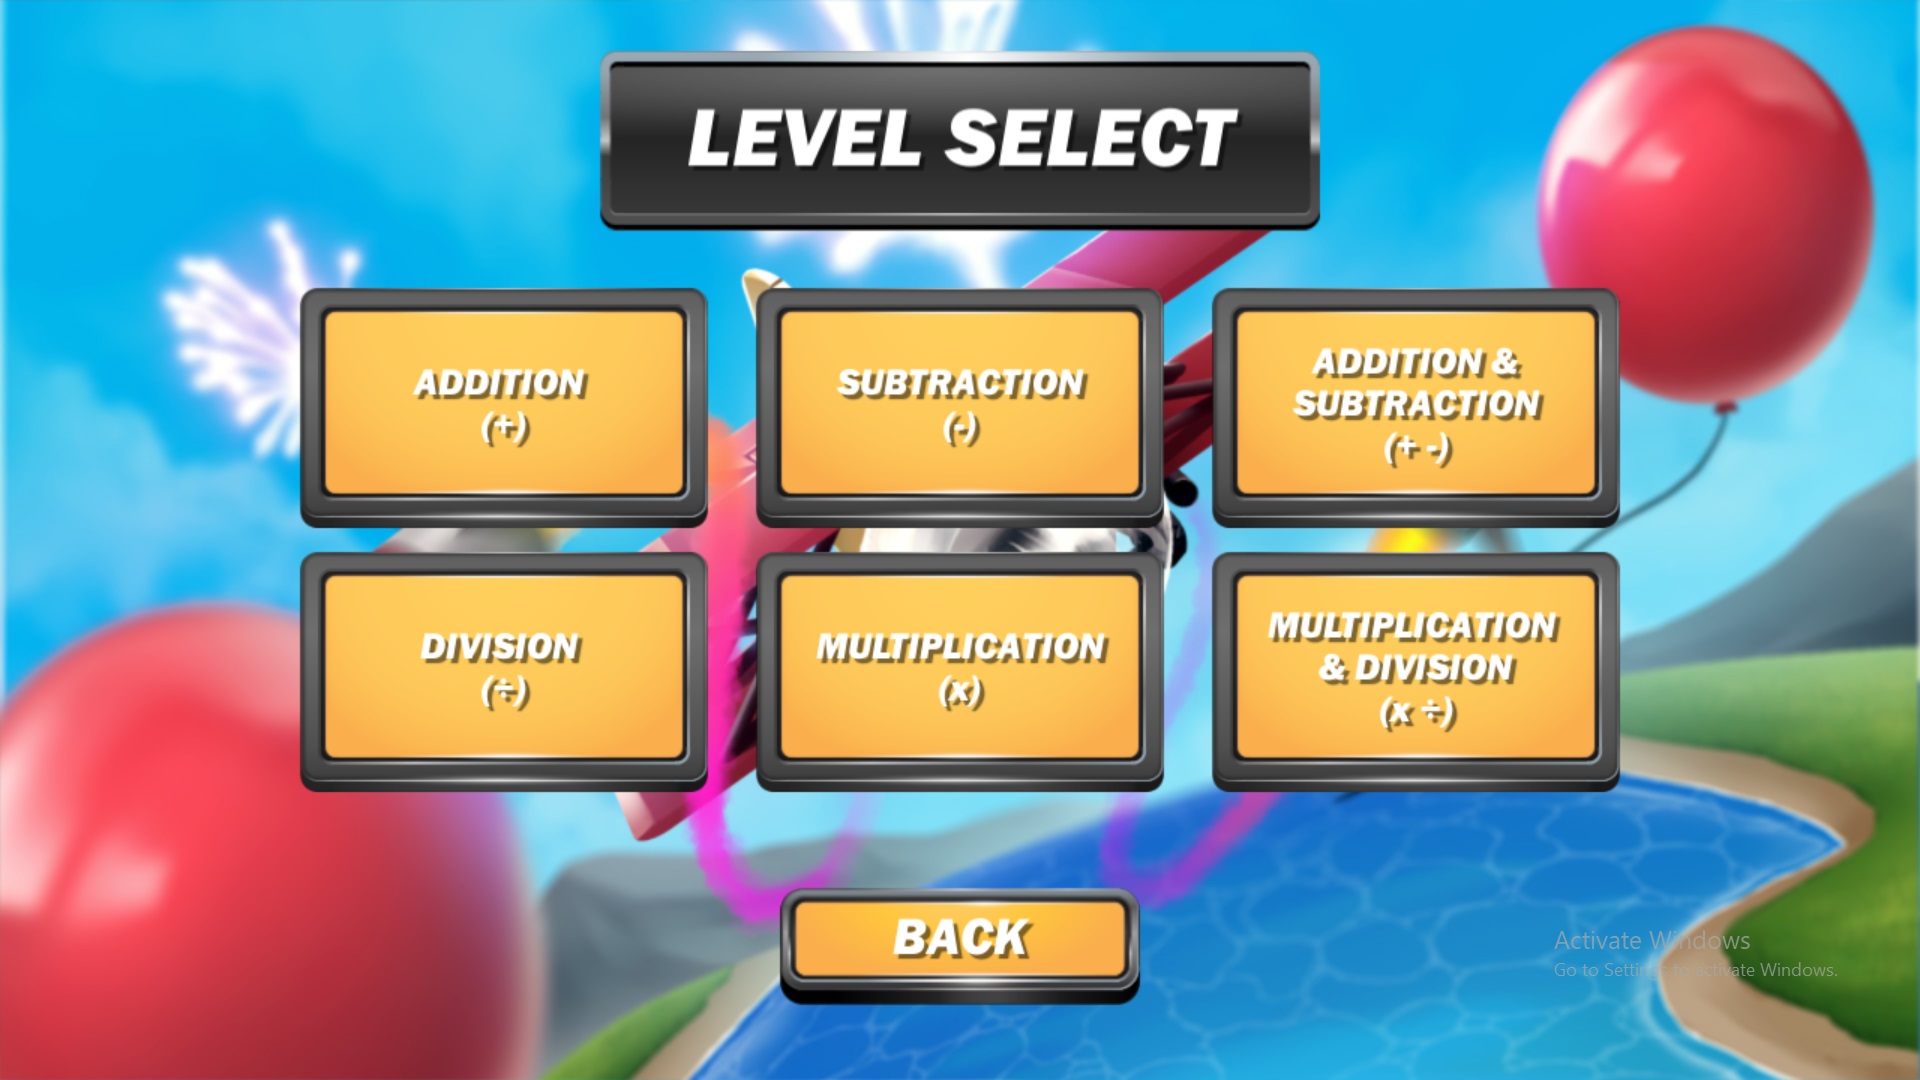 LEVEL SELECT
ADDITION
(+)
SUBTRACTION
(-)
ADDITION &
SUBTRACTION
(+ -)
DIVISION
(÷)
MULTIPLICATION
(x)
MULTIPLICATION
& DIVISION
(x ÷)
BACK
Activate Windows
Go to Settings to activate Windows.